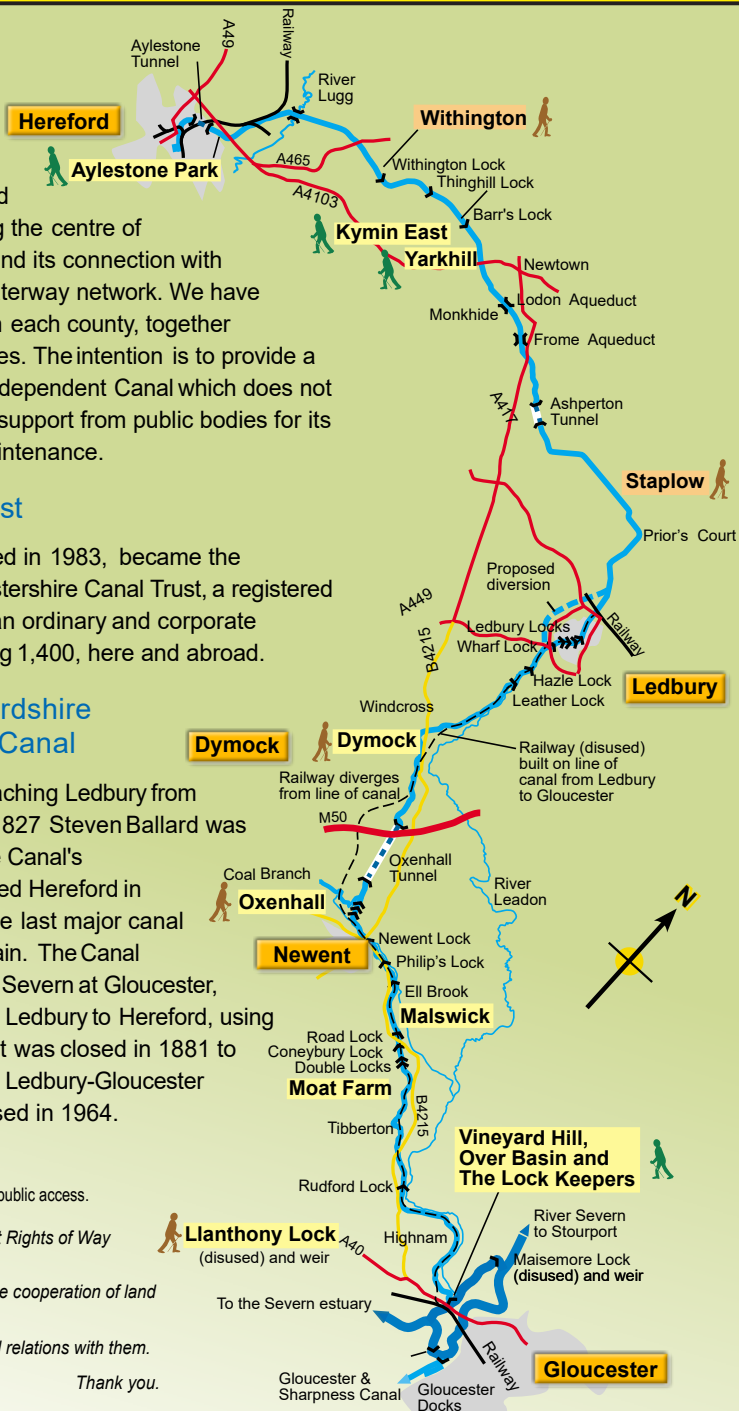 A49
Railway
Aylestone
Tunnel
River
Lugg
Hereford
Withington
Aylestone Park
A465
A4103
Withington Lock
Thinghill Lock
Barr's Lock
Kymin East
Yarkhill
Newtown
Lodon Aqueduct
Monkhide
Frome Aqueduct
A417
Ashperton
Tunnel
Staplow
Prior's Court
Proposed
diversion
A449
B4215
Ledbury Locks
Wharf Lock
Railway
Hazle Lock
Leather Lock
Ledbury
Windcross
Dymock
Dymock
Railway (disused)
built on line of
canal from Ledbury
to Gloucester
Railway diverges
from line of canal
M50
Oxenhall
Tunnel
Coal Branch
Oxenhall
River
Leadon
N
Newent
Newent Lock
Philip's Lock
Ell Brook
Malswick
Road Lock
Coneybury Lock
Double Locks
Moat Farm
B4215
Tibberton
Vineyard Hill,
Over Basin and
The Lock Keepers
Rudford Lock
Llanthony Lock
(disused) and weir
A40
Highnam
River Severn
to Stourport
Maisemore Lock
(disused) and weir
To the Severn estuary
Railway
Gloucester
Gloucester &
Sharpness Canal
Gloucester
Docks
d
g the centre of
nd its connection with
terway network. We have
n each county, together
es. The intention is to provide a
dependent Canal which does not
support from public bodies for its
intenance.
st
ed in 1983, became the
stershire Canal Trust, a registered
an ordinary and corporate
g 1,400, here and abroad.
rdshire
Canal
aching Ledbury from
827 Steven Ballard was
e Canal's
ed Hereford in
e last major canal
ain. The Canal
Severn at Gloucester,
Ledbury to Hereford, using
t was closed in 1881 to
Ledbury-Gloucester
sed in 1964.
public access.
t Rights of Way
e cooperation of land
d relations with them.
Thank you.